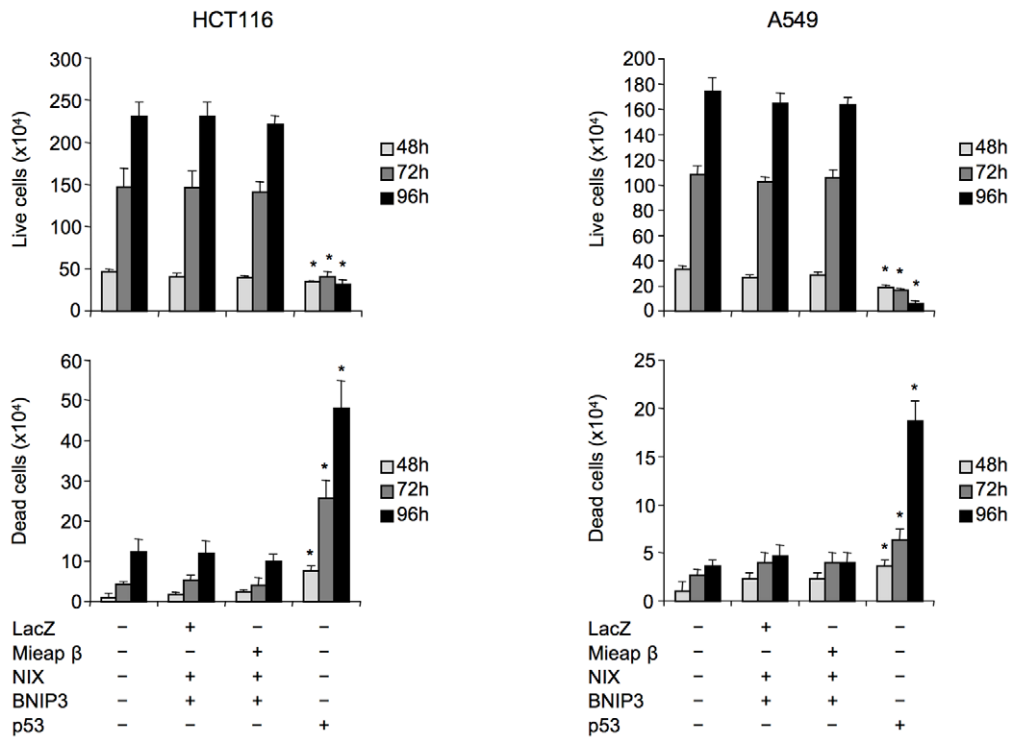 HCT116
A549
Live cells (x10⁴)
300
250
200
150
100
50
0
* * *
48h
72h
96h
Live cells (x10⁴)
200
180
160
140
120
100
80
60
40
20
0
* * *
48h
72h
96h
Dead cells (x10⁴)
60
50
40
30
20
10
0
* * *
48h
72h
96h
Dead cells (x10⁴)
25
20
15
10
5
0
* * *
48h
72h
96h
LacZ – + – –
Mieap β – – + –
NIX – + + –
BNIP3 – + + –
p53 – – – +
LacZ – + – –
Mieap β – – + –
NIX – + + –
BNIP3 – + + –
p53 – – – +